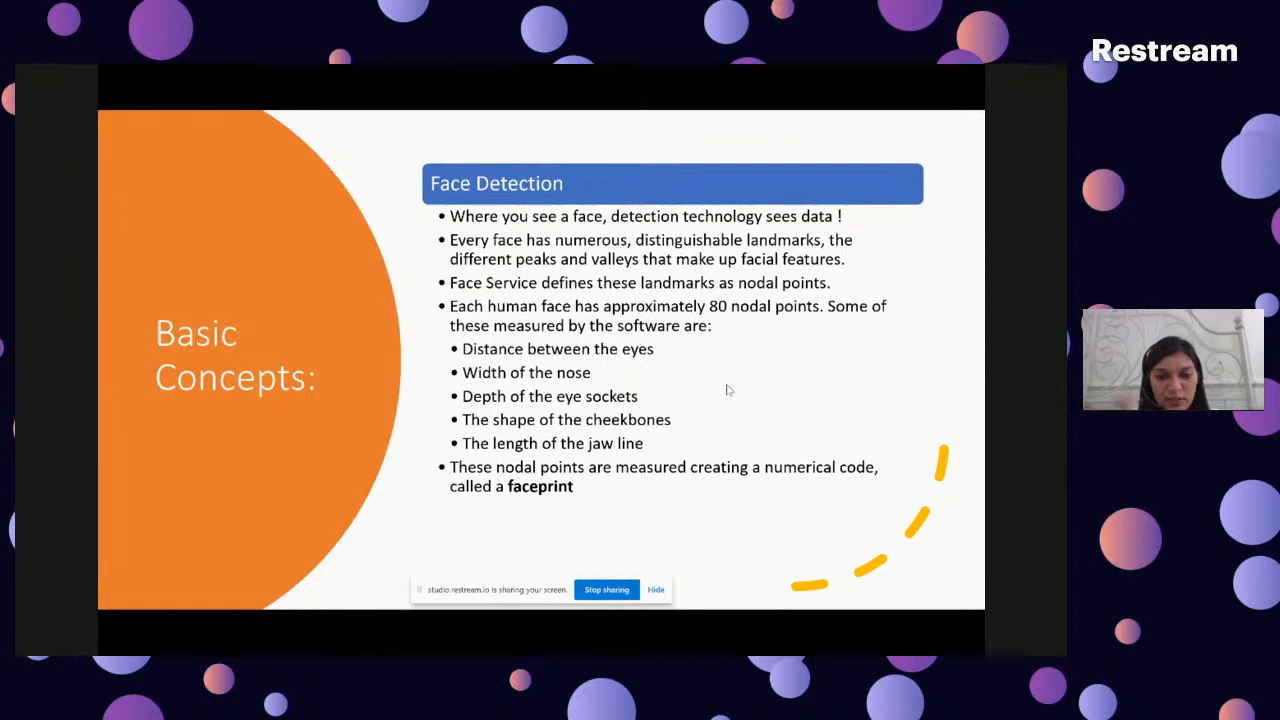 Restream
Basic
Concepts:
Face Detection
• Where you see a face, detection technology sees data !
• Every face has numerous, distinguishable landmarks, the
different peaks and valleys that make up facial features.
• Face Service defines these landmarks as nodal points.
• Each human face has approximately 80 nodal points. Some of
these measured by the software are:
• Distance between the eyes
• Width of the nose
• Depth of the eye sockets
• The shape of the cheekbones
• The length of the jaw line
• These nodal points are measured creating a numerical code,
called a faceprint
studio.restream.io is sharing your screen. Stop sharing Hide